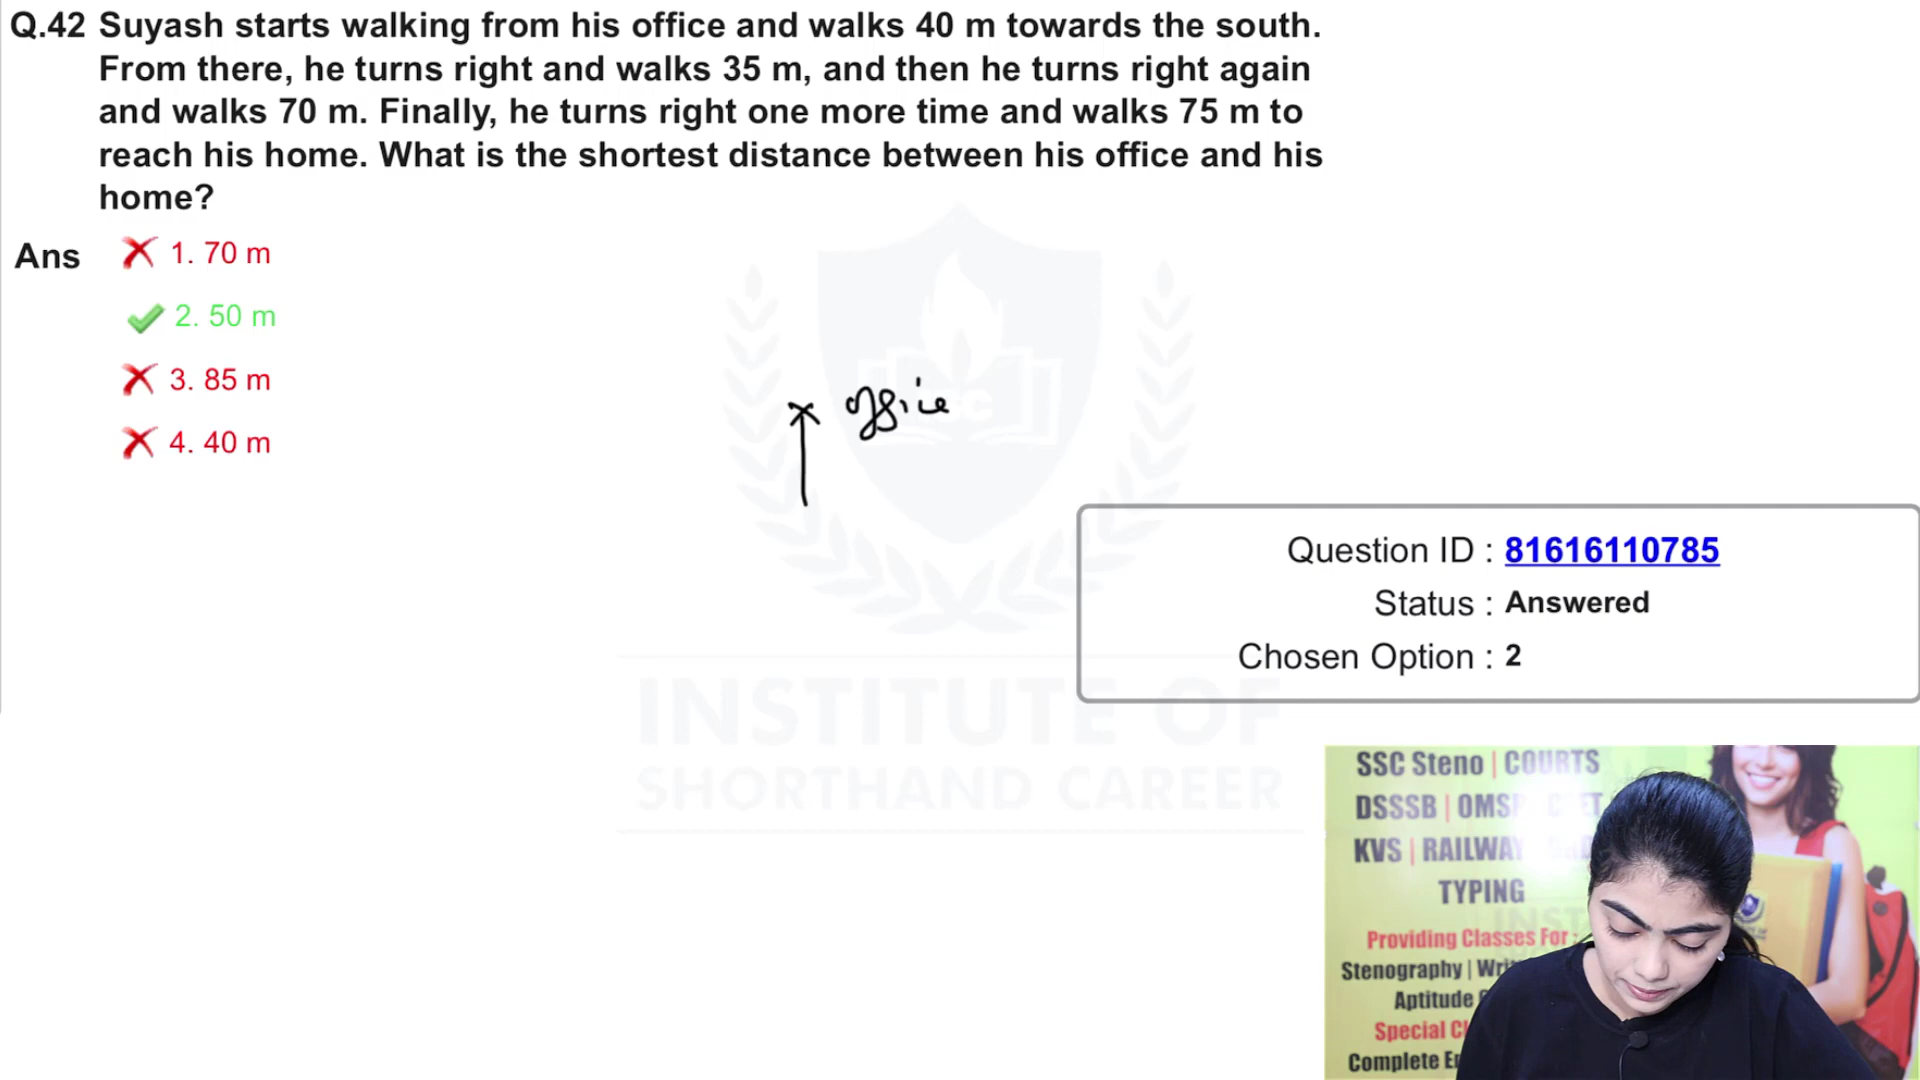 Q.42 Suyash starts walking from his office and walks 40 m towards the south.
From there, he turns right and walks 35 m, and then he turns right again
and walks 70 m. Finally, he turns right one more time and walks 75 m to
reach his home. What is the shortest distance between his office and his
home?
Ans 1. 70 m
2. 50 m
3. 85 m
4. 40 m
office
Question ID : 81616110785
Status : Answered
Chosen Option : 2
INSTITUTE OF
SHORTHAND CAREER
SSC Steno | COURTS
DSSSB | OMSP
KVS | RAILWAY
TYPING
Providing Classes For
Stenography |
Aptitude
Special
Complete